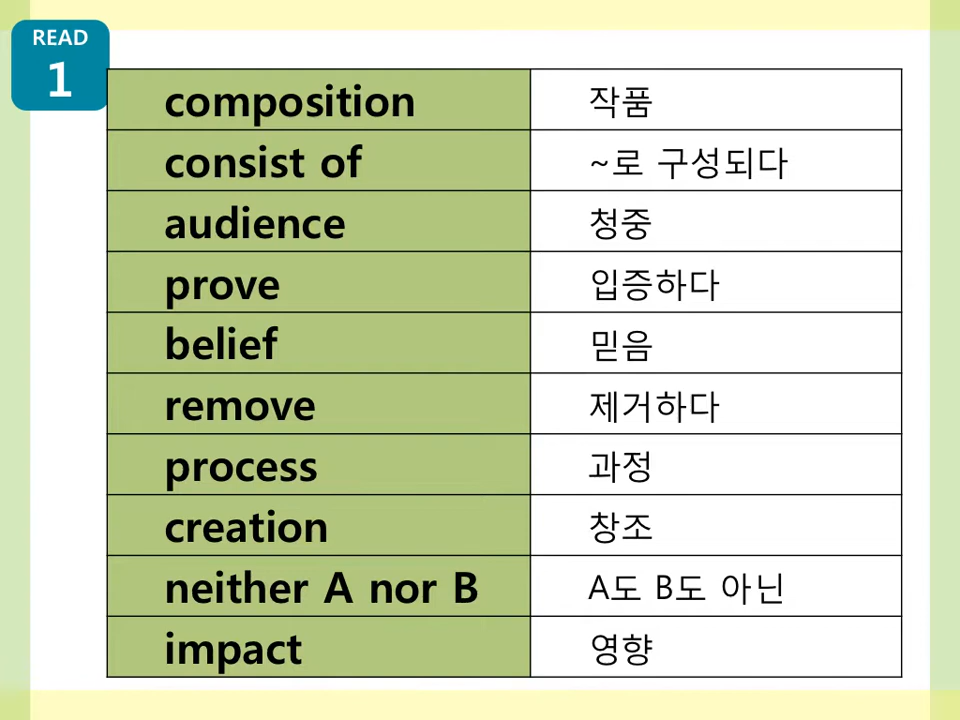 READ
1
composition 작품
consist of ~로 구성되다
audience 청중
prove 입증하다
belief 믿음
remove 제거하다
process 과정
creation 창조
neither A nor B A도 B도 아닌
impact 영향